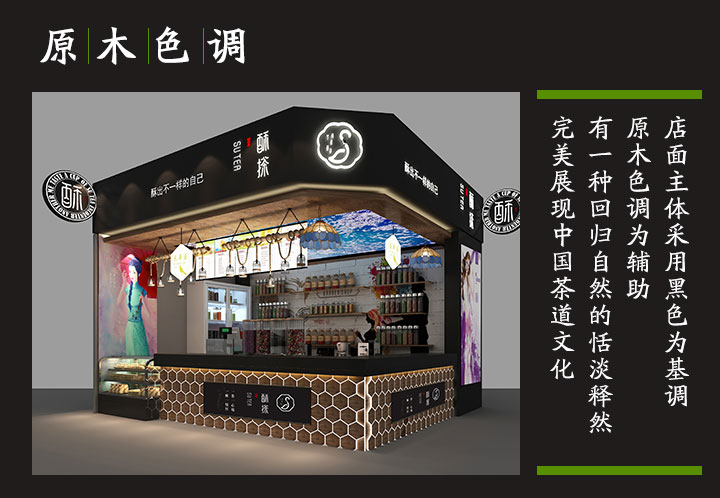 原木色调
店面主体采用黑色为基调
原木色调为辅助
有一种回归自然的恬淡释然
完美展现中国茶道文化
酥
酥探
SUTEA
酥出不一样的自己
酥出不一样的自己
酥